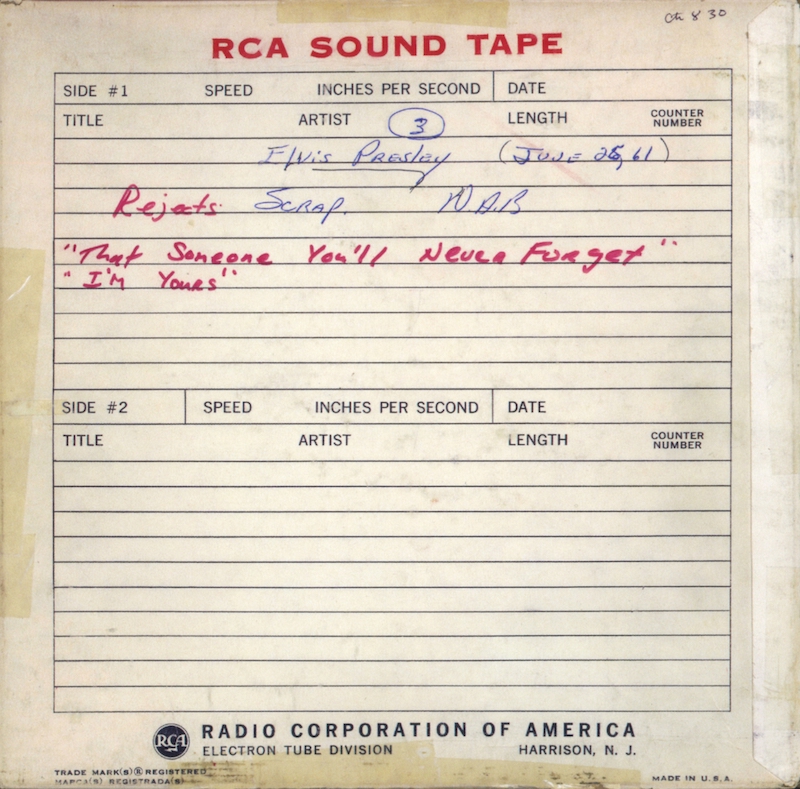 Ch 8 30
RCA SOUND TAPE
SIDE #1 SPEED INCHES PER SECOND DATE
TITLE ARTIST 3 LENGTH COUNTER NUMBER
Elvis Presley (June 25, 61)
Rejects Scrap. N.A.B
"That Someone You'll Never Forget"
"I'm Yours"
SIDE #2 SPEED INCHES PER SECOND DATE
TITLE ARTIST LENGTH COUNTER NUMBER
RCA RADIO CORPORATION OF AMERICA
ELECTRON TUBE DIVISION HARRISON, N. J.
TRADE MARK(S) ® REGISTERED
MARCA(S) REGISTRADA(S) MADE IN U.S.A.